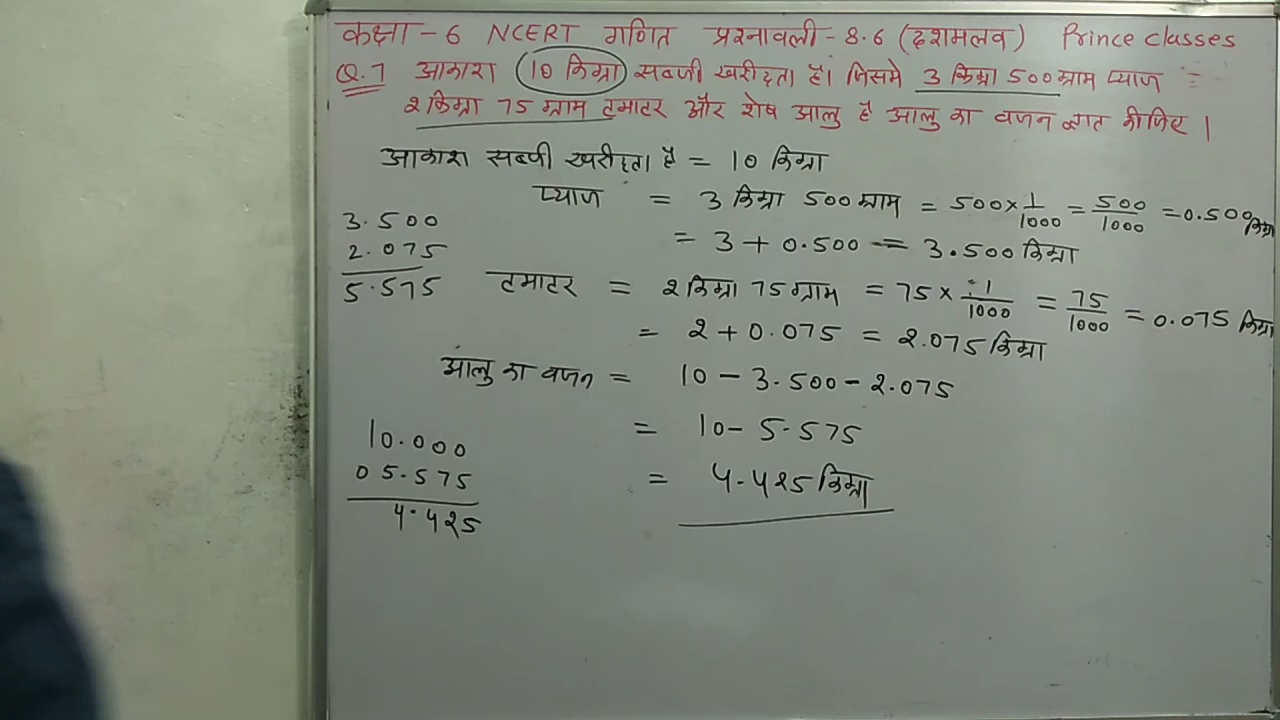 कक्षा - 6 NCERT गणित प्रश्नावली - 8.6 (दशमलव) Prince classes
Q.7 आकाश 10 किग्रा सब्जी खरीदता है। जिसमे 3 किग्रा 500 ग्राम प्याज
2 किग्रा 75 ग्राम टमाटर और शेष आलु है आलु का वजन ज्ञात कीजिए।
आकाश सब्जी खरीदता है = 10 किग्रा
प्याज = 3 किग्रा 500 ग्राम = 500 × 1/1000 = 500/1000 = 0.500 किग्रा
= 3 + 0.500 = 3.500 किग्रा
3.500
2.075
5.575
टमाटर = 2 किग्रा 75 ग्राम = 75 × 1/1000 = 75/1000 = 0.075 किग्रा
= 2 + 0.075 = 2.075 किग्रा
आलु का वजन = 10 - 3.500 - 2.075
= 10 - 5.575
= 4.425 किग्रा
10.000
05.575
4.425
Prince